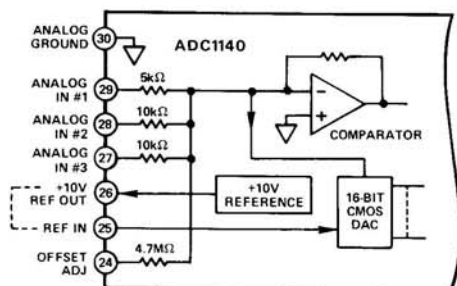 ANALOG
GROUND
30
ADC1140
ANALOG
IN #1
29
5kΩ
ANALOG
IN #2
28
10kΩ
ANALOG
IN #3
27
10kΩ
−
+
COMPARATOR
+10V
REF OUT
26
+10V
REFERENCE
16-BIT
CMOS
DAC
REF IN
25
OFFSET
ADJ
24
4.7MΩ